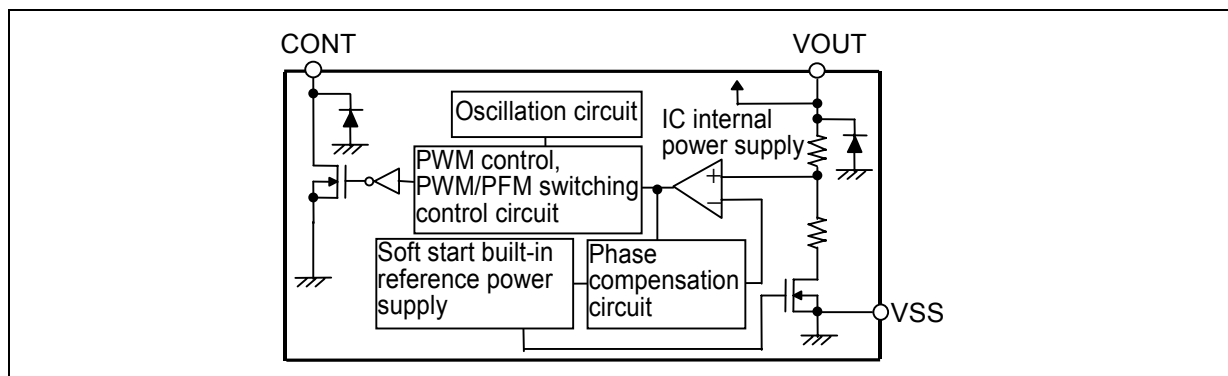 CONT
VOUT
Oscillation circuit
IC internal
power supply
PWM control,
PWM/PFM switching
control circuit
+
−
Soft start built-in
reference power
supply
Phase
compensation
circuit
VSS